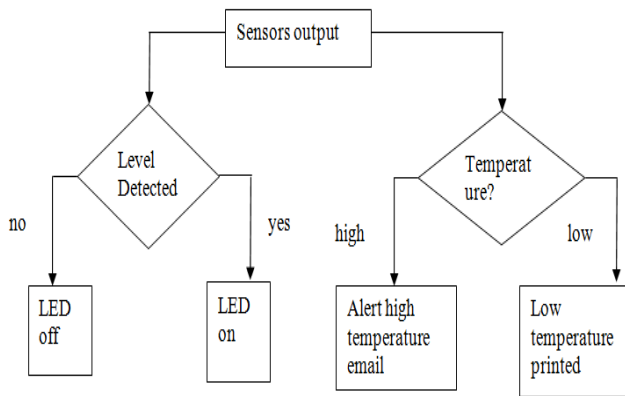 Sensors output
Level
Detected
Temperat
ure?
no
yes
high
low
LED
off
LED
on
Alert high
temperature
email
Low
temperature
printed